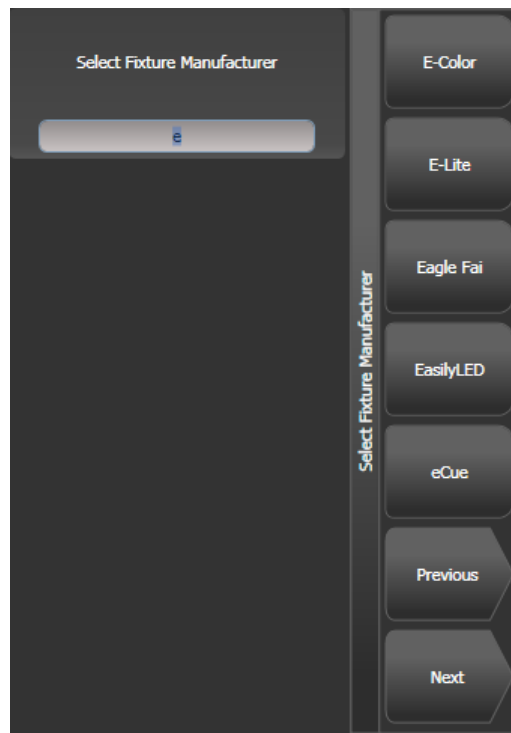 Select Fixture Manufacturer
e
Select Fixture Manufacturer
E-Color
E-Lite
Eagle Fai
EasilyLED
eCue
Previous
Next